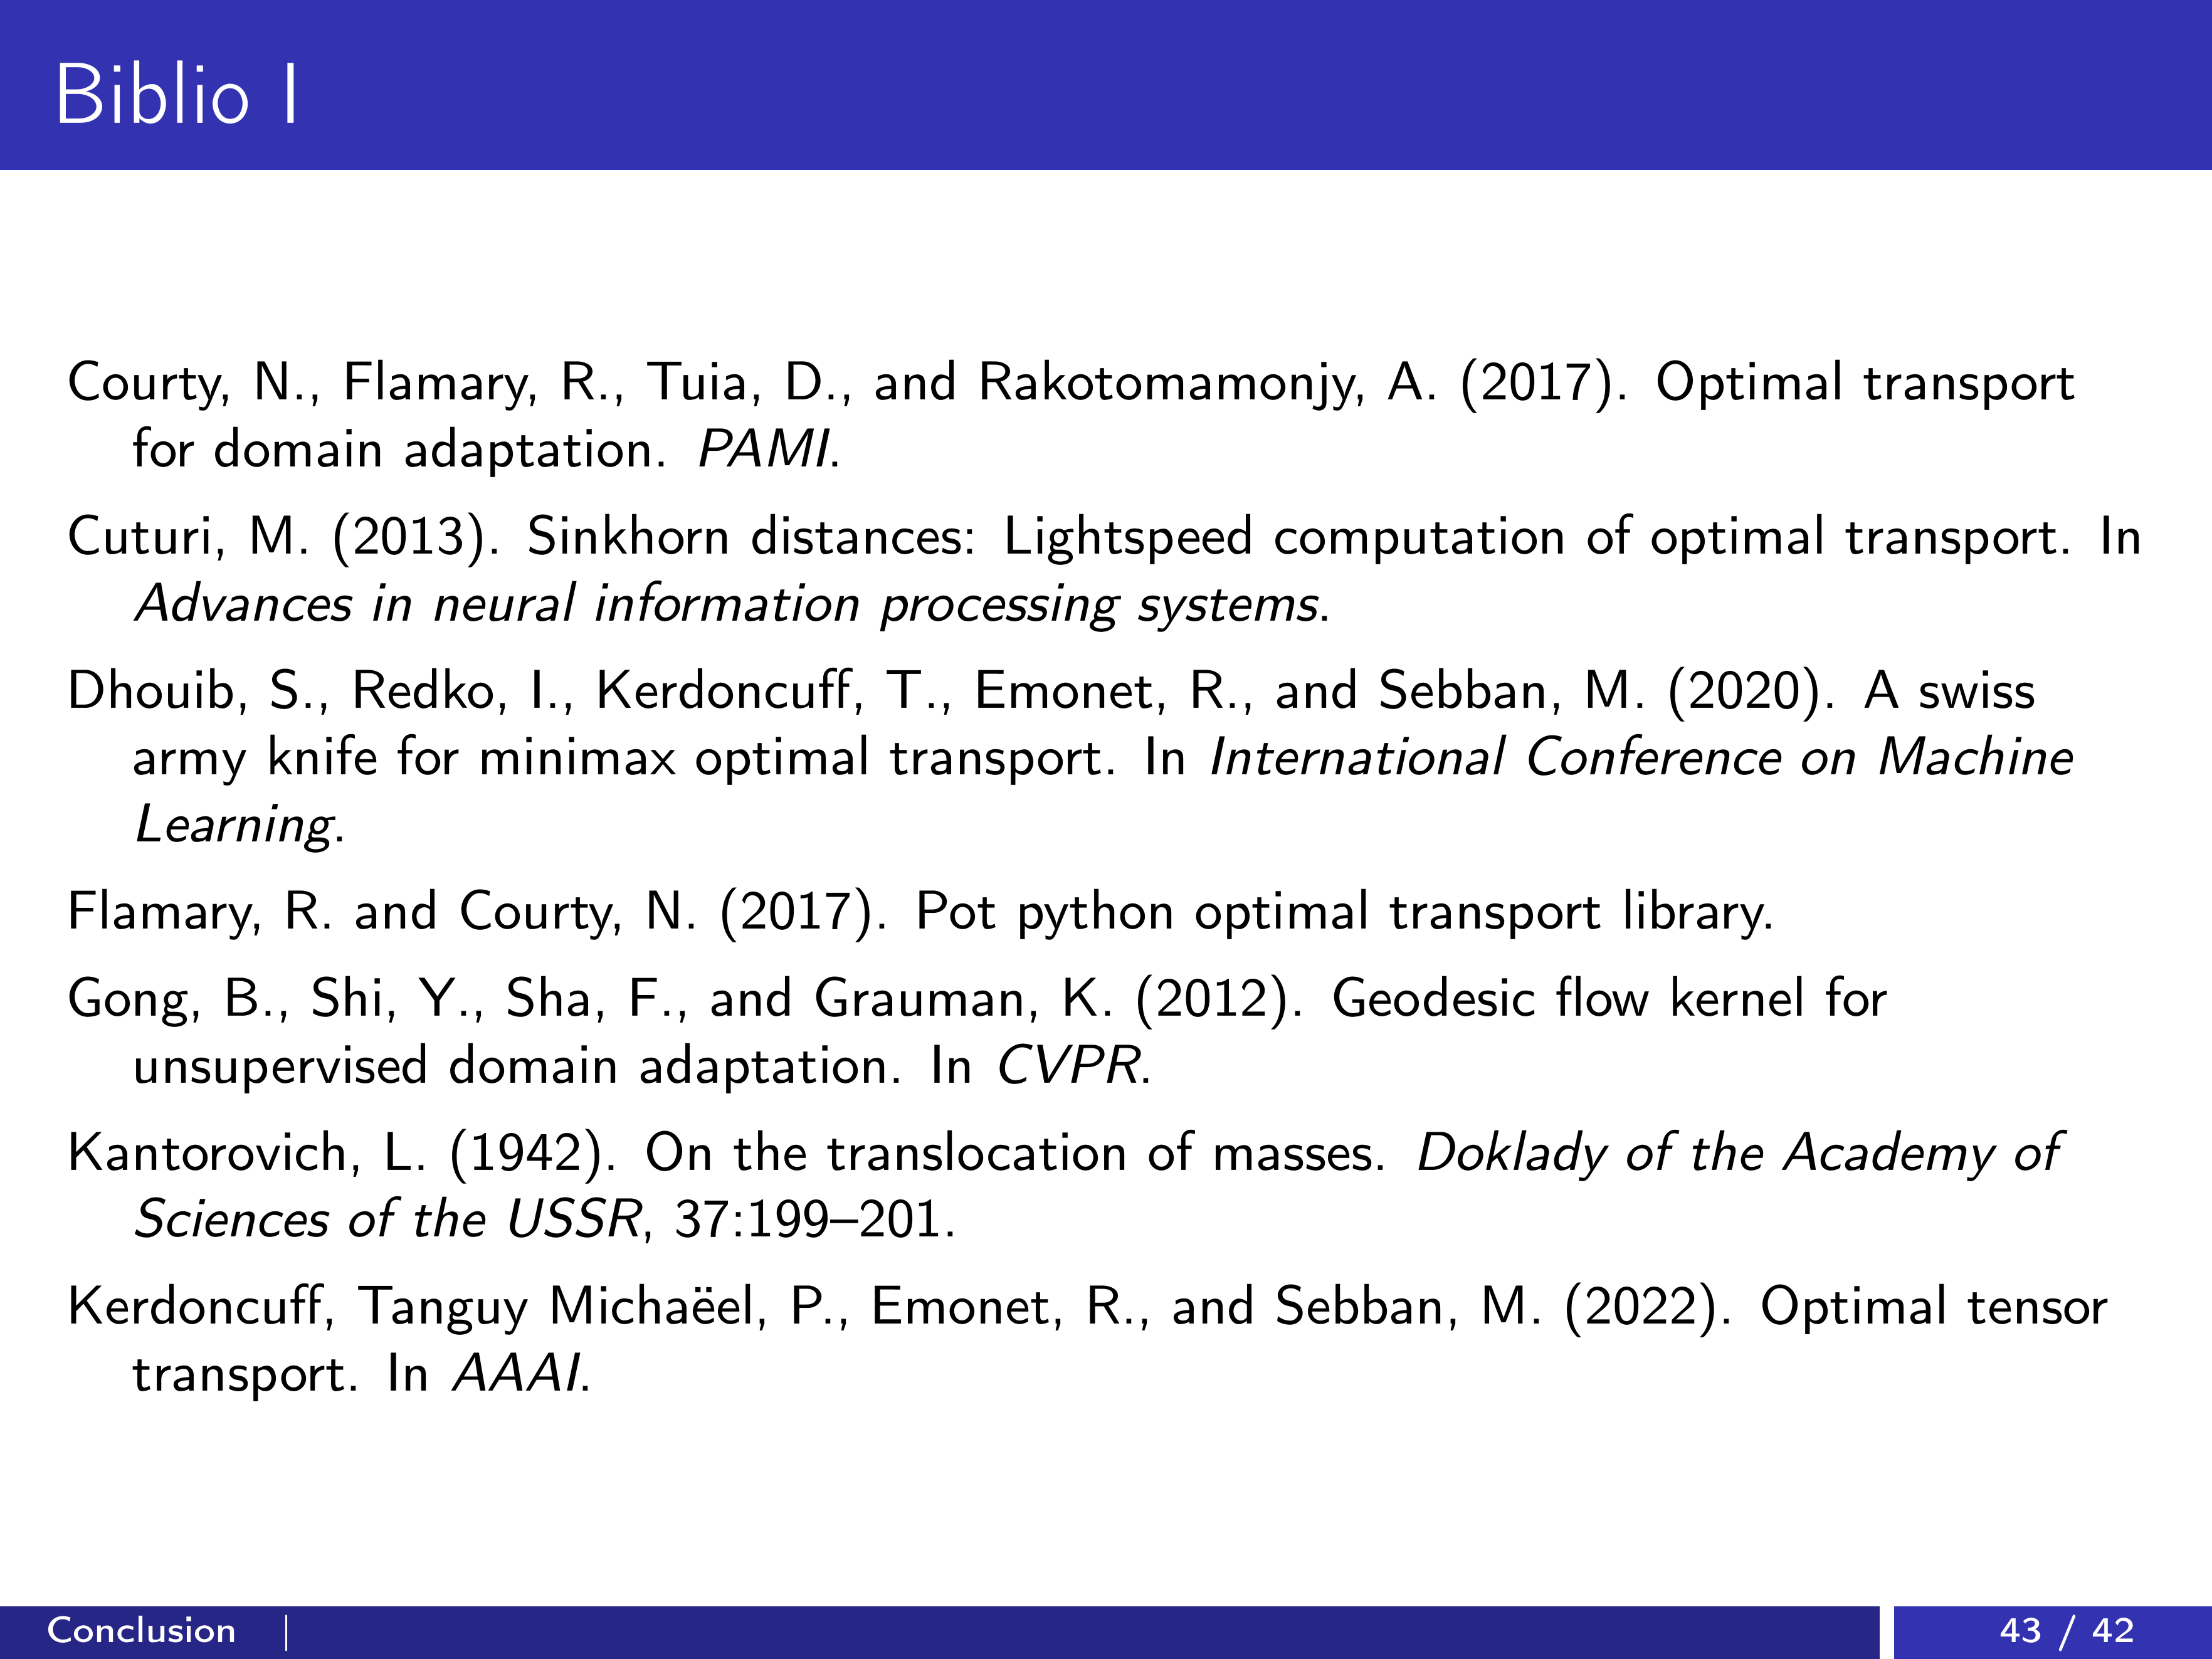 Biblio I
Courty, N., Flamary, R., Tuia, D., and Rakotomamonjy, A. (2017). Optimal transport
for domain adaptation. PAMI.
Cuturi, M. (2013). Sinkhorn distances: Lightspeed computation of optimal transport. In
Advances in neural information processing systems.
Dhouib, S., Redko, I., Kerdoncuff, T., Emonet, R., and Sebban, M. (2020). A swiss
army knife for minimax optimal transport. In International Conference on Machine
Learning.
Flamary, R. and Courty, N. (2017). Pot python optimal transport library.
Gong, B., Shi, Y., Sha, F., and Grauman, K. (2012). Geodesic flow kernel for
unsupervised domain adaptation. In CVPR.
Kantorovich, L. (1942). On the translocation of masses. Doklady of the Academy of
Sciences of the USSR, 37:199–201.
Kerdoncuff, Tanguy Michaëel, P., Emonet, R., and Sebban, M. (2022). Optimal tensor
transport. In AAAI.
Conclusion |
43 / 42